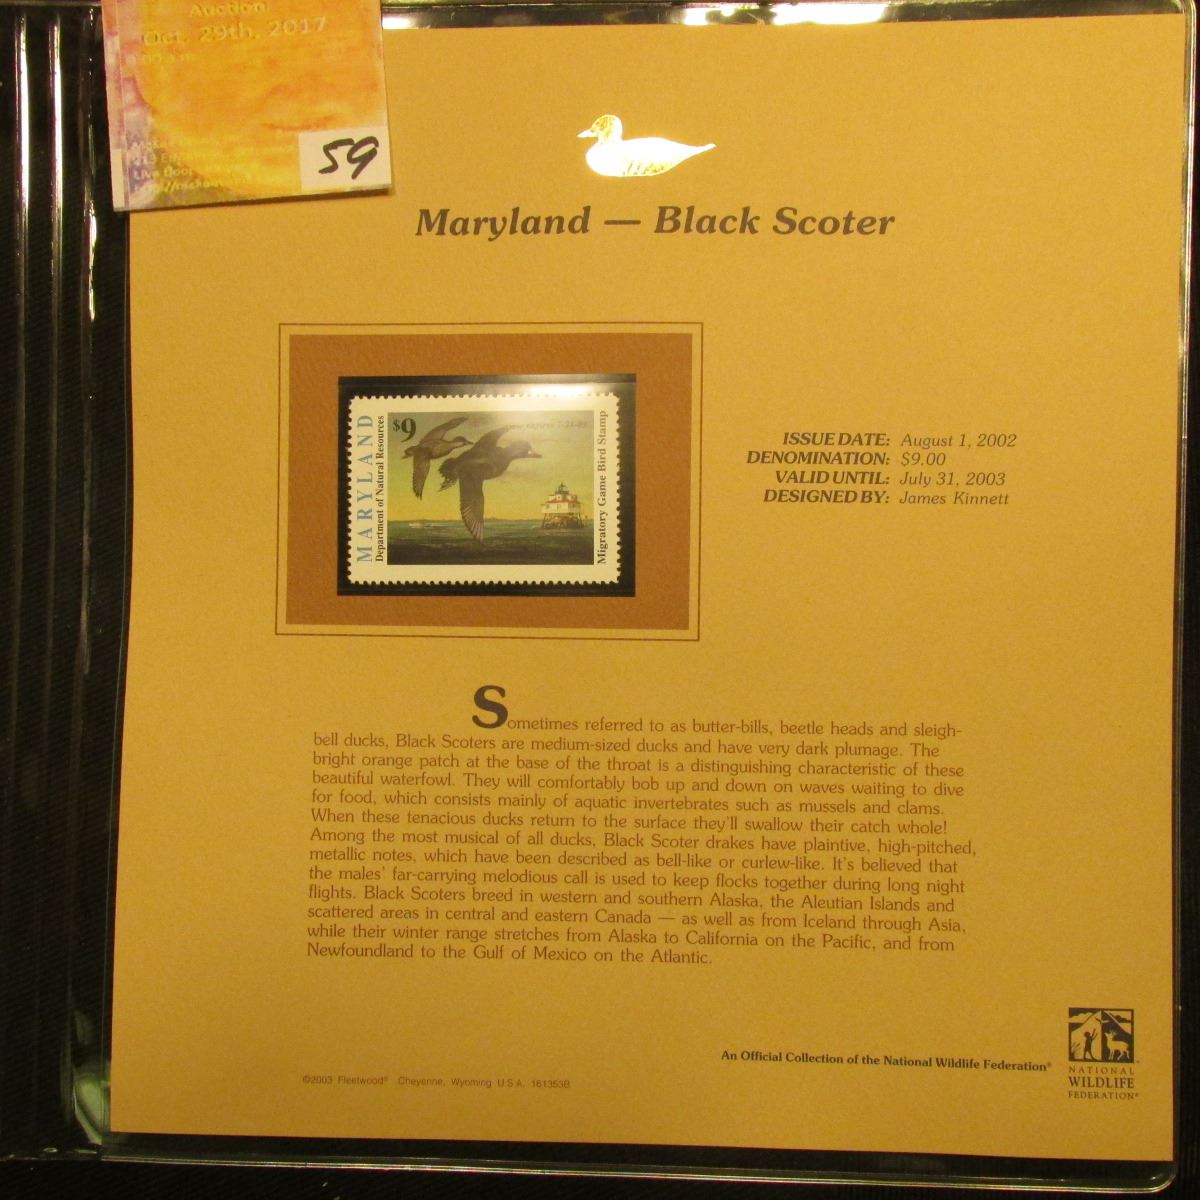 Auction
Oct. 29th, 2017
59
Maryland — Black Scoter
MARYLAND
Department of Natural Resources
$9
Migratory Game Bird Stamp
ISSUE DATE: August 1, 2002
DENOMINATION: $9.00
VALID UNTIL: July 31, 2003
DESIGNED BY: James Kinnett
Sometimes referred to as butter-bills, beetle heads and sleigh-
bell ducks, Black Scoters are medium-sized ducks and have very dark plumage. The
bright orange patch at the base of the throat is a distinguishing characteristic of these
beautiful waterfowl. They will comfortably bob up and down on waves waiting to dive
for food, which consists mainly of aquatic invertebrates such as mussels and clams.
When these tenacious ducks return to the surface they'll swallow their catch whole!
Among the most musical of all ducks, Black Scoter drakes have plaintive, high-pitched,
metallic notes, which have been described as bell-like or curlew-like. It's believed that
the males' far-carrying melodious call is used to keep flocks together during long night
flights. Black Scoters breed in western and southern Alaska, the Aleutian Islands and
scattered areas in central and eastern Canada — as well as from Iceland through Asia,
while their winter range stretches from Alaska to California on the Pacific, and from
Newfoundland to the Gulf of Mexico on the Atlantic.
An Official Collection of the National Wildlife Federation®
NATIONAL
WILDLIFE
FEDERATION®
©2003 Fleetwood® Cheyenne, Wyoming U.S.A. 161353B